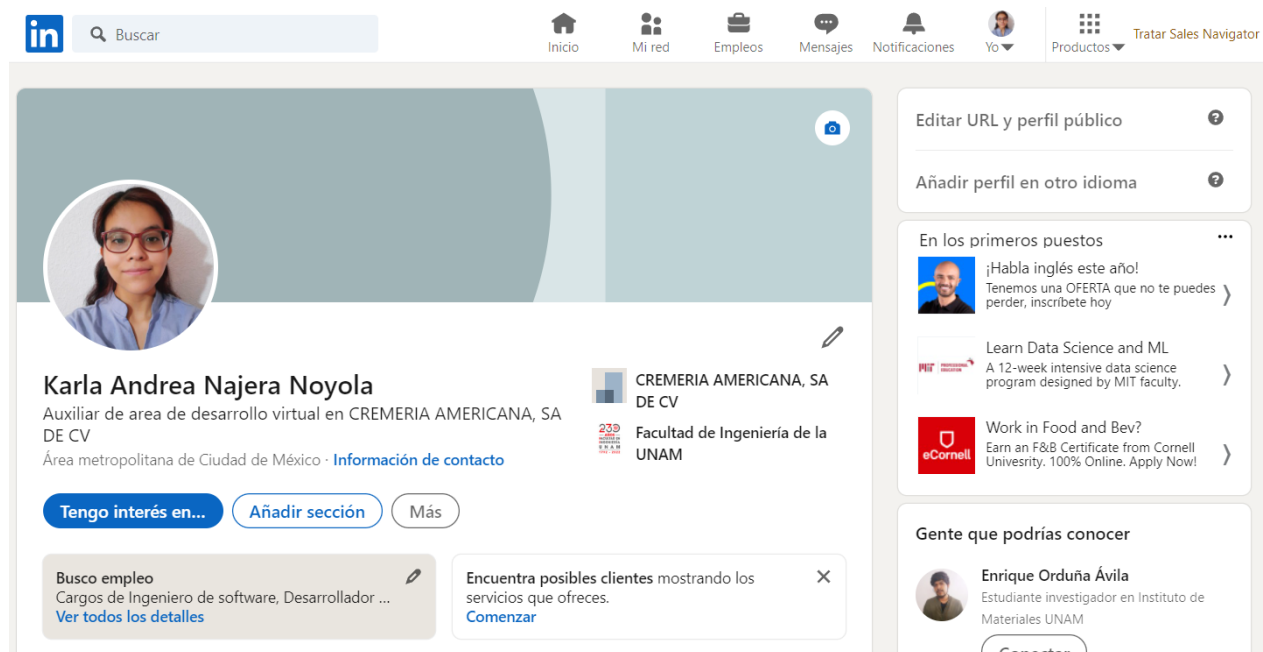 in
Buscar
Inicio
Mi red
Empleos
Mensajes
Notificaciones
Yo
Productos
Tratar Sales Navigator
Karla Andrea Najera Noyola
Auxiliar de area de desarrollo virtual en CREMERIA AMERICANA, SA
DE CV
Área metropolitana de Ciudad de México · Información de contacto
CREMERIA AMERICANA, SA
DE CV
Facultad de Ingeniería de la
UNAM
Tengo interés en...
Añadir sección
Más
Busco empleo
Cargos de Ingeniero de software, Desarrollador ...
Ver todos los detalles
Encuentra posibles clientes mostrando los
servicios que ofreces.
Comenzar
Editar URL y perfil público
Añadir perfil en otro idioma
En los primeros puestos
¡Habla inglés este año!
Tenemos una OFERTA que no te puedes
perder, inscríbete hoy
Learn Data Science and ML
A 12-week intensive data science
program designed by MIT faculty.
Work in Food and Bev?
Earn an F&B Certificate from Cornell
Univesrity. 100% Online. Apply Now!
eCornell
Gente que podrías conocer
Enrique Orduña Ávila
Estudiante investigador en Instituto de
Materiales UNAM